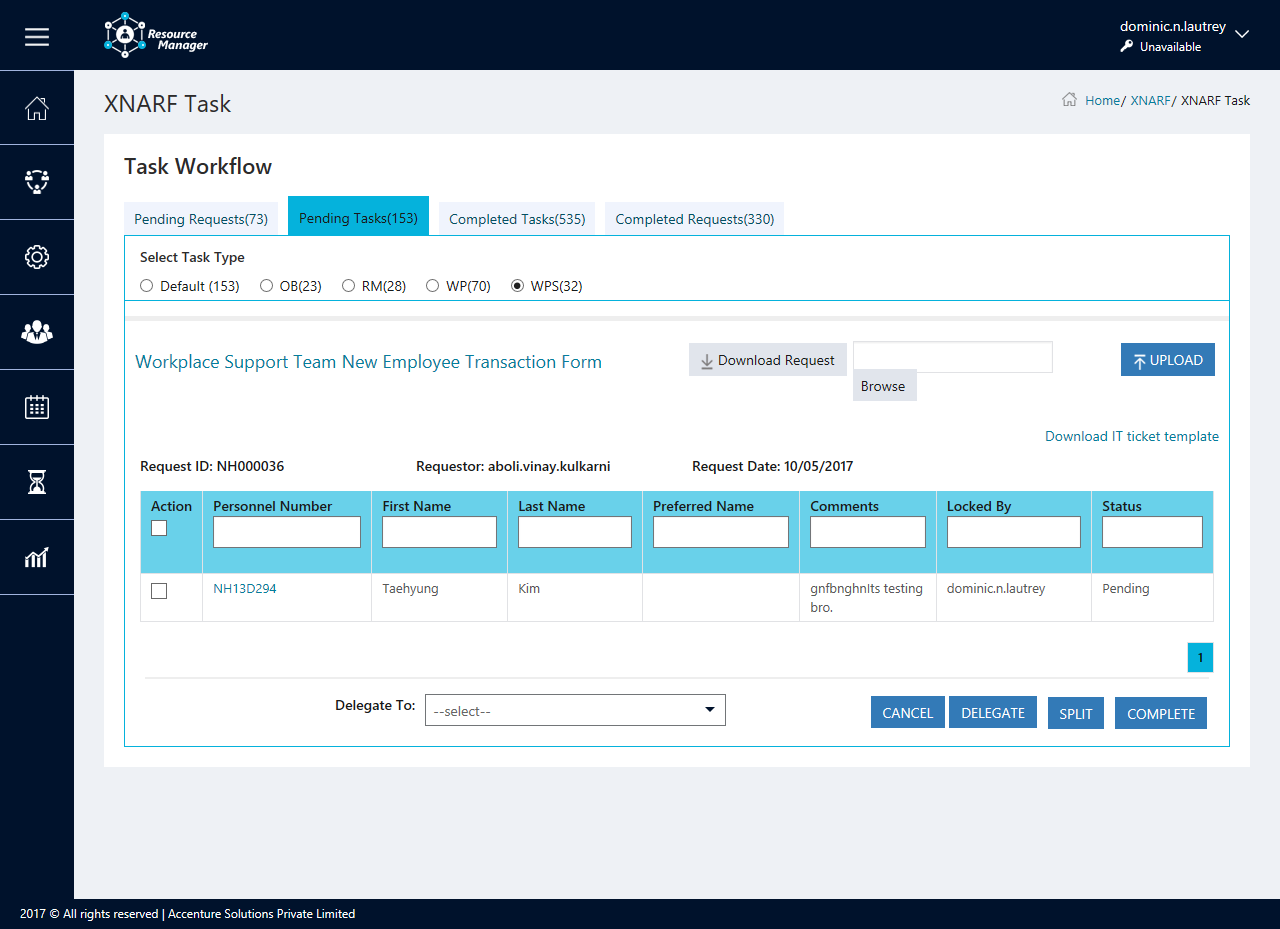 Resource
Manager
dominic.n.lautrey
Unavailable
XNARF Task
Home/ XNARF/ XNARF Task
Task Workflow
Pending Requests(73) Pending Tasks(153) Completed Tasks(535) Completed Requests(330)
Select Task Type
Default (153) OB(23) RM(28) WP(70) WPS(32)
Workplace Support Team New Employee Transaction Form
Download Request
UPLOAD
Browse
Download IT ticket template
Request ID: NH000036 Requestor: aboli.vinay.kulkarni Request Date: 10/05/2017
Action Personnel Number First Name Last Name Preferred Name Comments Locked By Status
NH13D294 Taehyung Kim gnfbnghnIts testing dominic.n.lautrey Pending
bro.
1
Delegate To: --select-- CANCEL DELEGATE SPLIT COMPLETE
2017 © All rights reserved | Accenture Solutions Private Limited